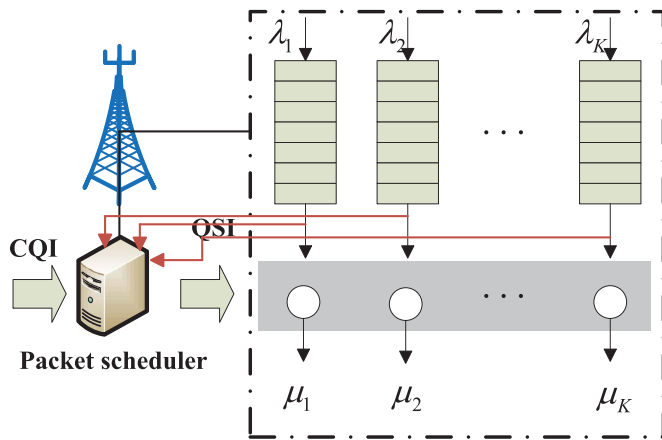 λ1 λ2 λK
. . .
QSI
CQI
. . .
Packet scheduler
μ1 μ2 μK